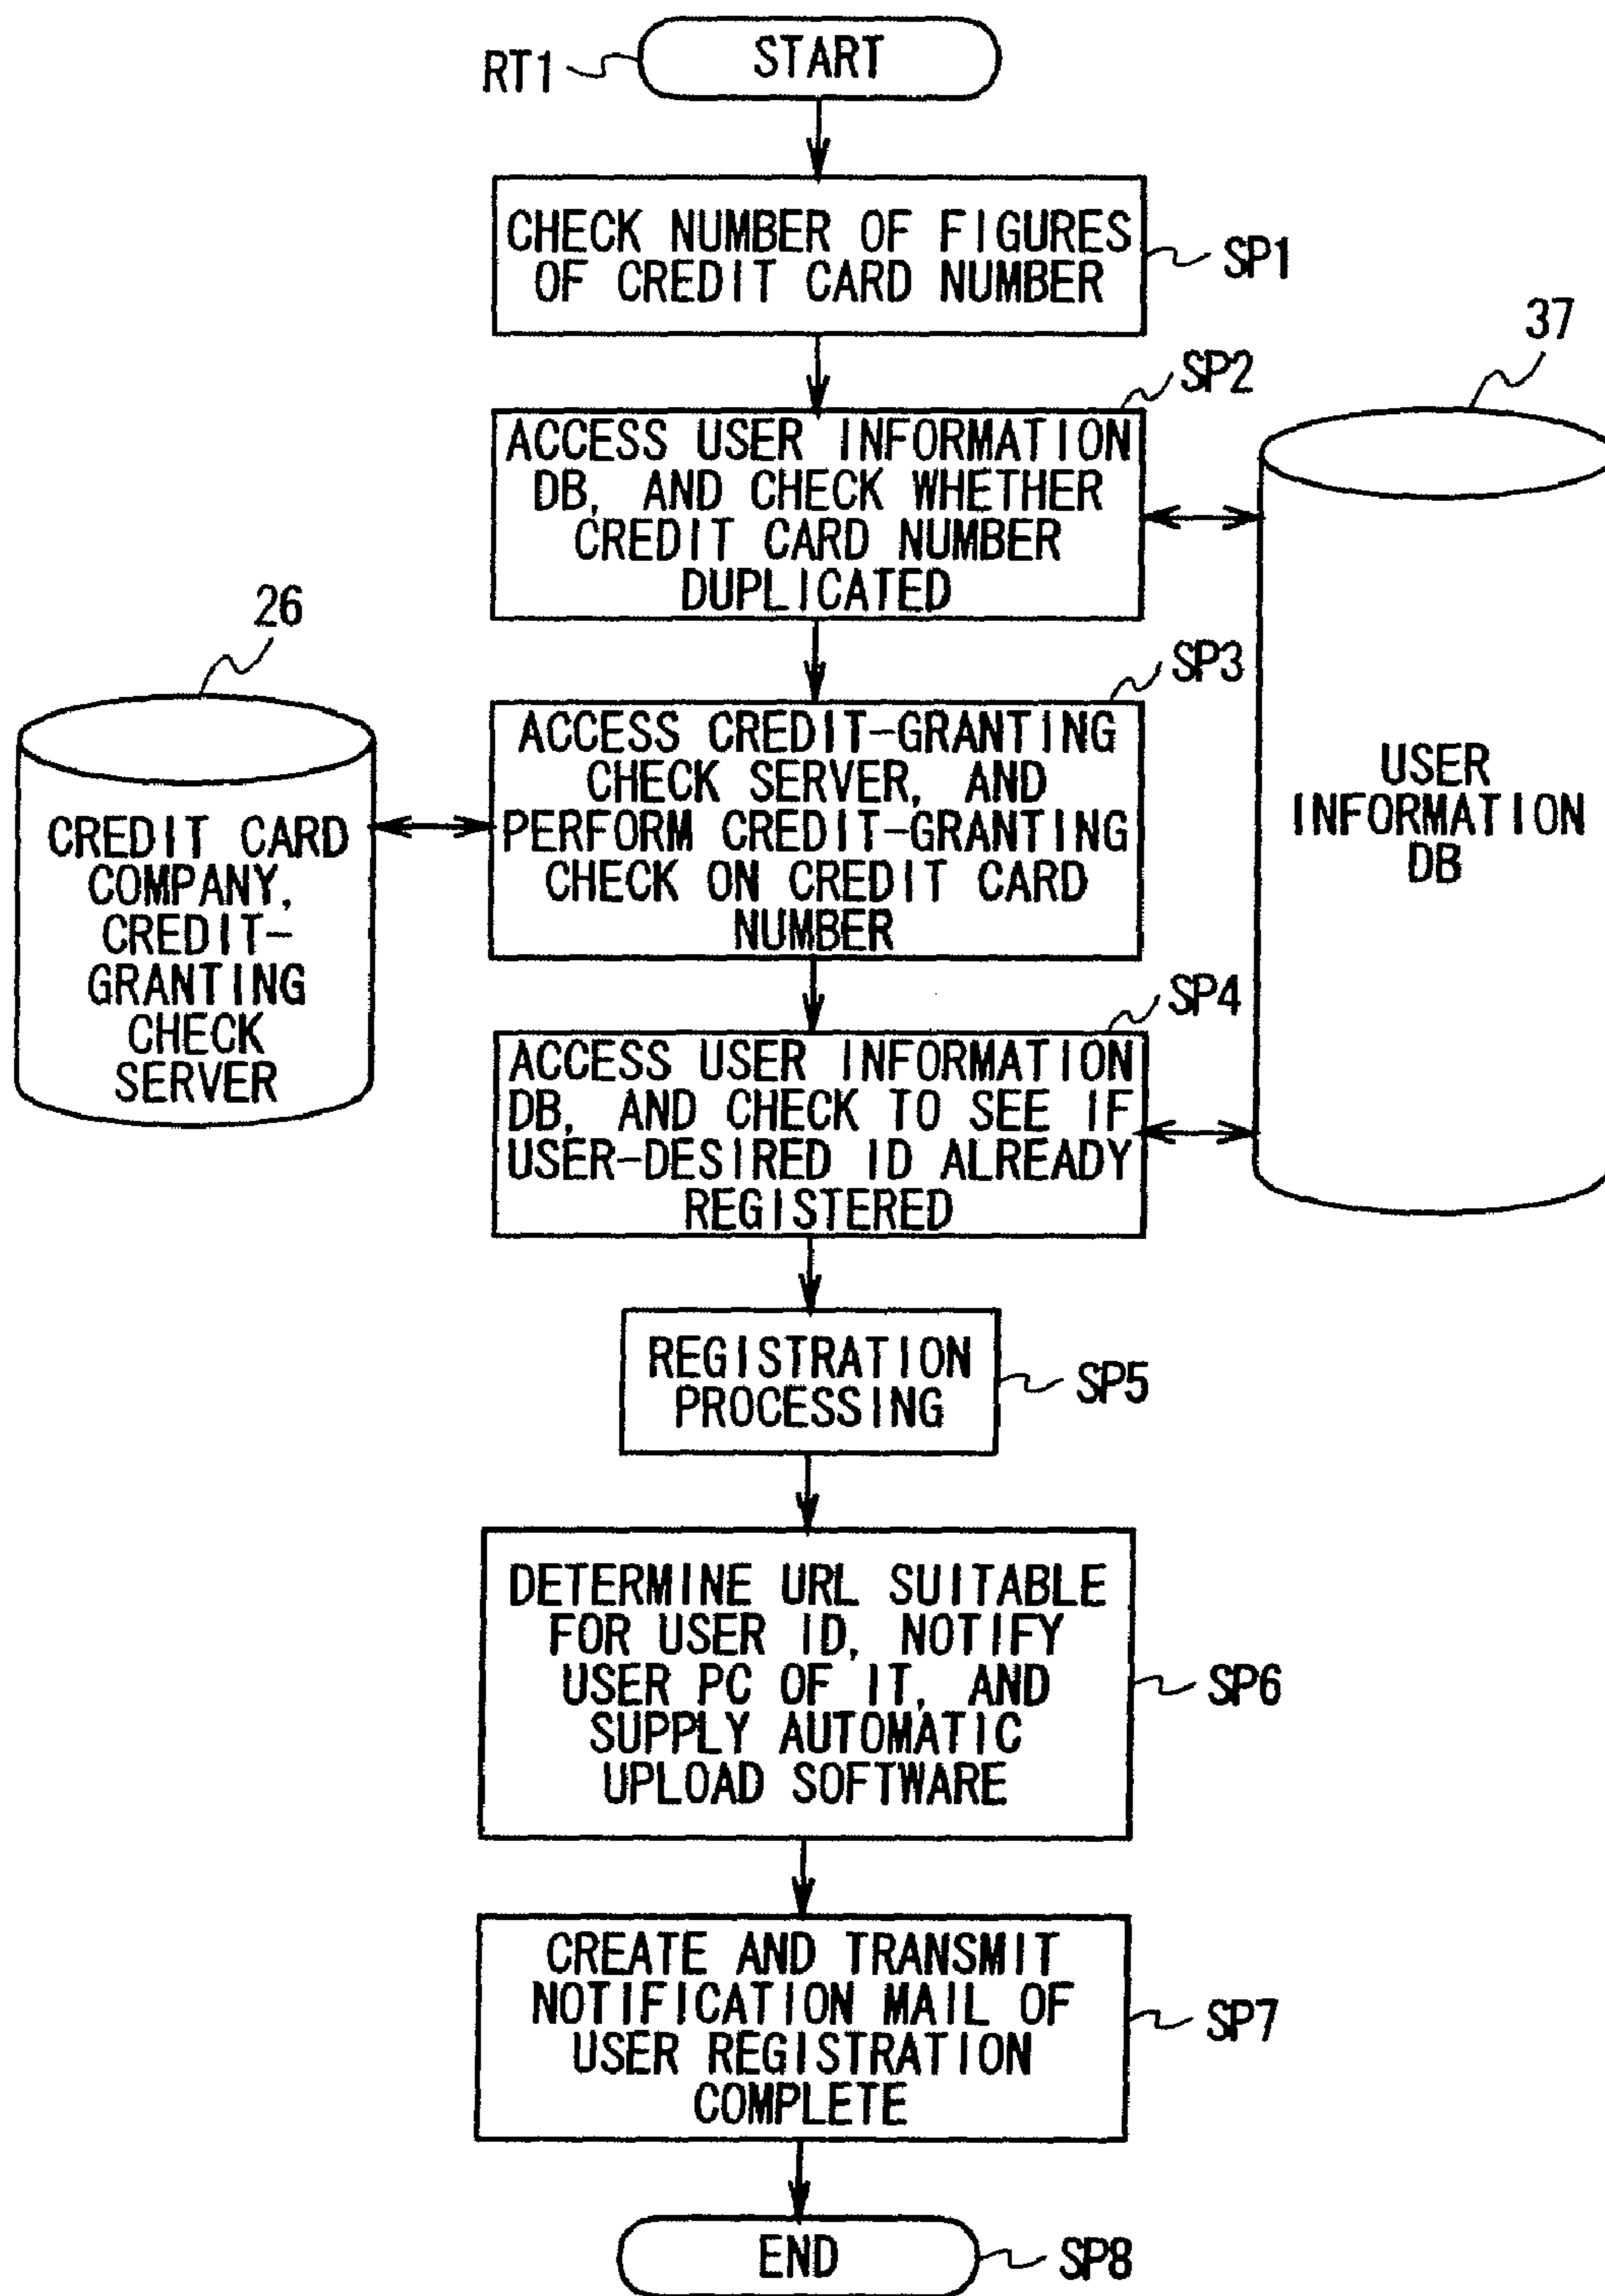 RT1
START
CHECK NUMBER OF FIGURES
OF CREDIT CARD NUMBER
SP1
SP2
ACCESS USER INFORMATION
DB, AND CHECK WHETHER
CREDIT CARD NUMBER
DUPLICATED
37
USER
INFORMATION
DB
26
CREDIT CARD
COMPANY,
CREDIT-
GRANTING
CHECK
SERVER
SP3
ACCESS CREDIT-GRANTING
CHECK SERVER, AND
PERFORM CREDIT-GRANTING
CHECK ON CREDIT CARD
NUMBER
SP4
ACCESS USER INFORMATION
DB, AND CHECK TO SEE IF
USER-DESIRED ID ALREADY
REGISTERED
REGISTRATION
PROCESSING
SP5
DETERMINE URL SUITABLE
FOR USER ID, NOTIFY
USER PC OF IT, AND
SUPPLY AUTOMATIC
UPLOAD SOFTWARE
SP6
CREATE AND TRANSMIT
NOTIFICATION MAIL OF
USER REGISTRATION
COMPLETE
SP7
END
SP8